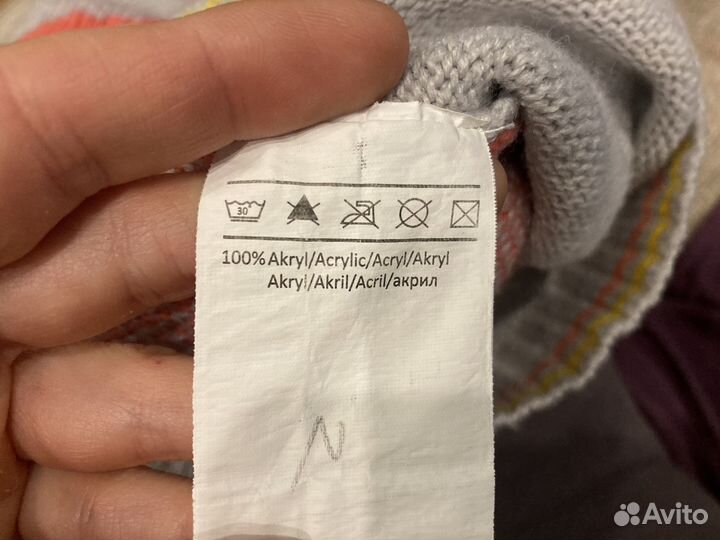 30°
100% Akryl/Acrylic/Acryl/Akryl
Akryl/Akril/Acril/акрил
N
Avito